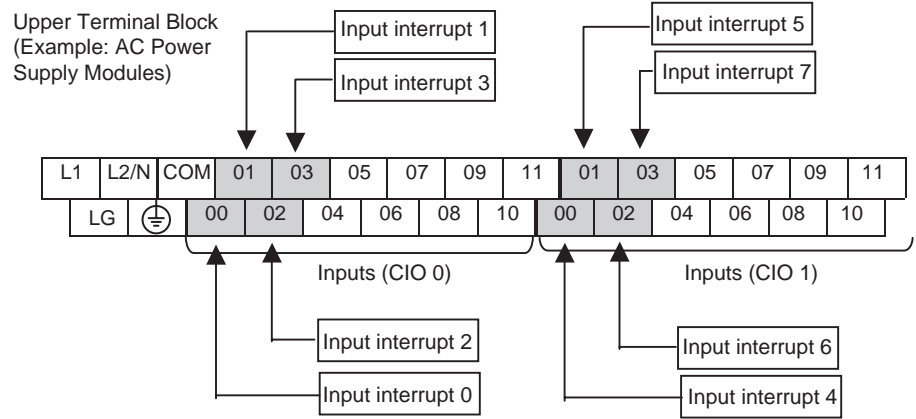 Upper Terminal Block
(Example: AC Power
Supply Modules)
Input interrupt 1
Input interrupt 3
Input interrupt 5
Input interrupt 7
L1 L2/N COM 01 03 05 07 09 11 01 03 05 07 09 11
LG 00 02 04 06 08 10 00 02 04 06 08 10
Inputs (CIO 0)
Inputs (CIO 1)
Input interrupt 2
Input interrupt 0
Input interrupt 6
Input interrupt 4